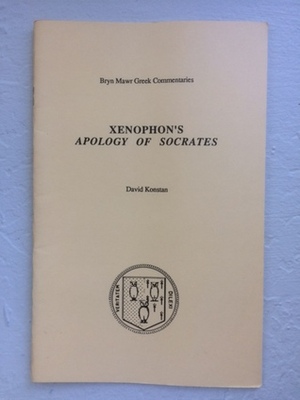 Bryn Mawr Greek Commentaries
XENOPHON'S
APOLOGY OF SOCRATES
David Konstan
VERITATEM DILEXI